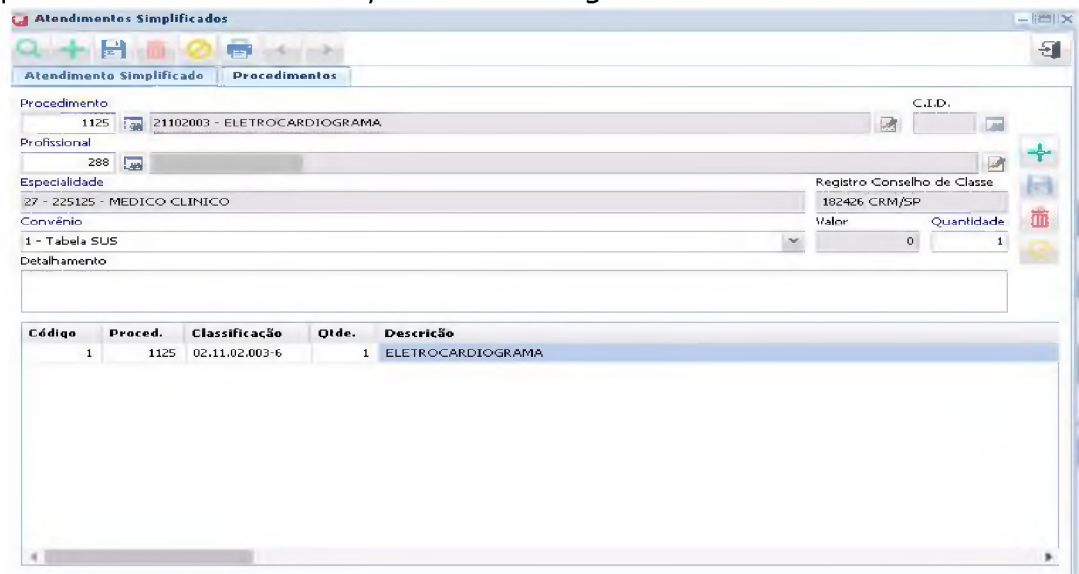 Atendimentos Simplificados
Atendimento Simplificado Procedimentos
Procedimento C.I.D.
1125 21102003 - ELETROCARDIOGRAMA
Profissional
288
Especialidade Registro Conselho de Classe
27 - 225125 - MEDICO CLINICO 182426 CRM/SP
Convênio Valor Quantidade
1 - Tabela SUS 0 1
Detalhamento
Código Proced. Classificação Qtde. Descrição
1 1125 02.11.02.003-6 1 ELETROCARDIOGRAMA